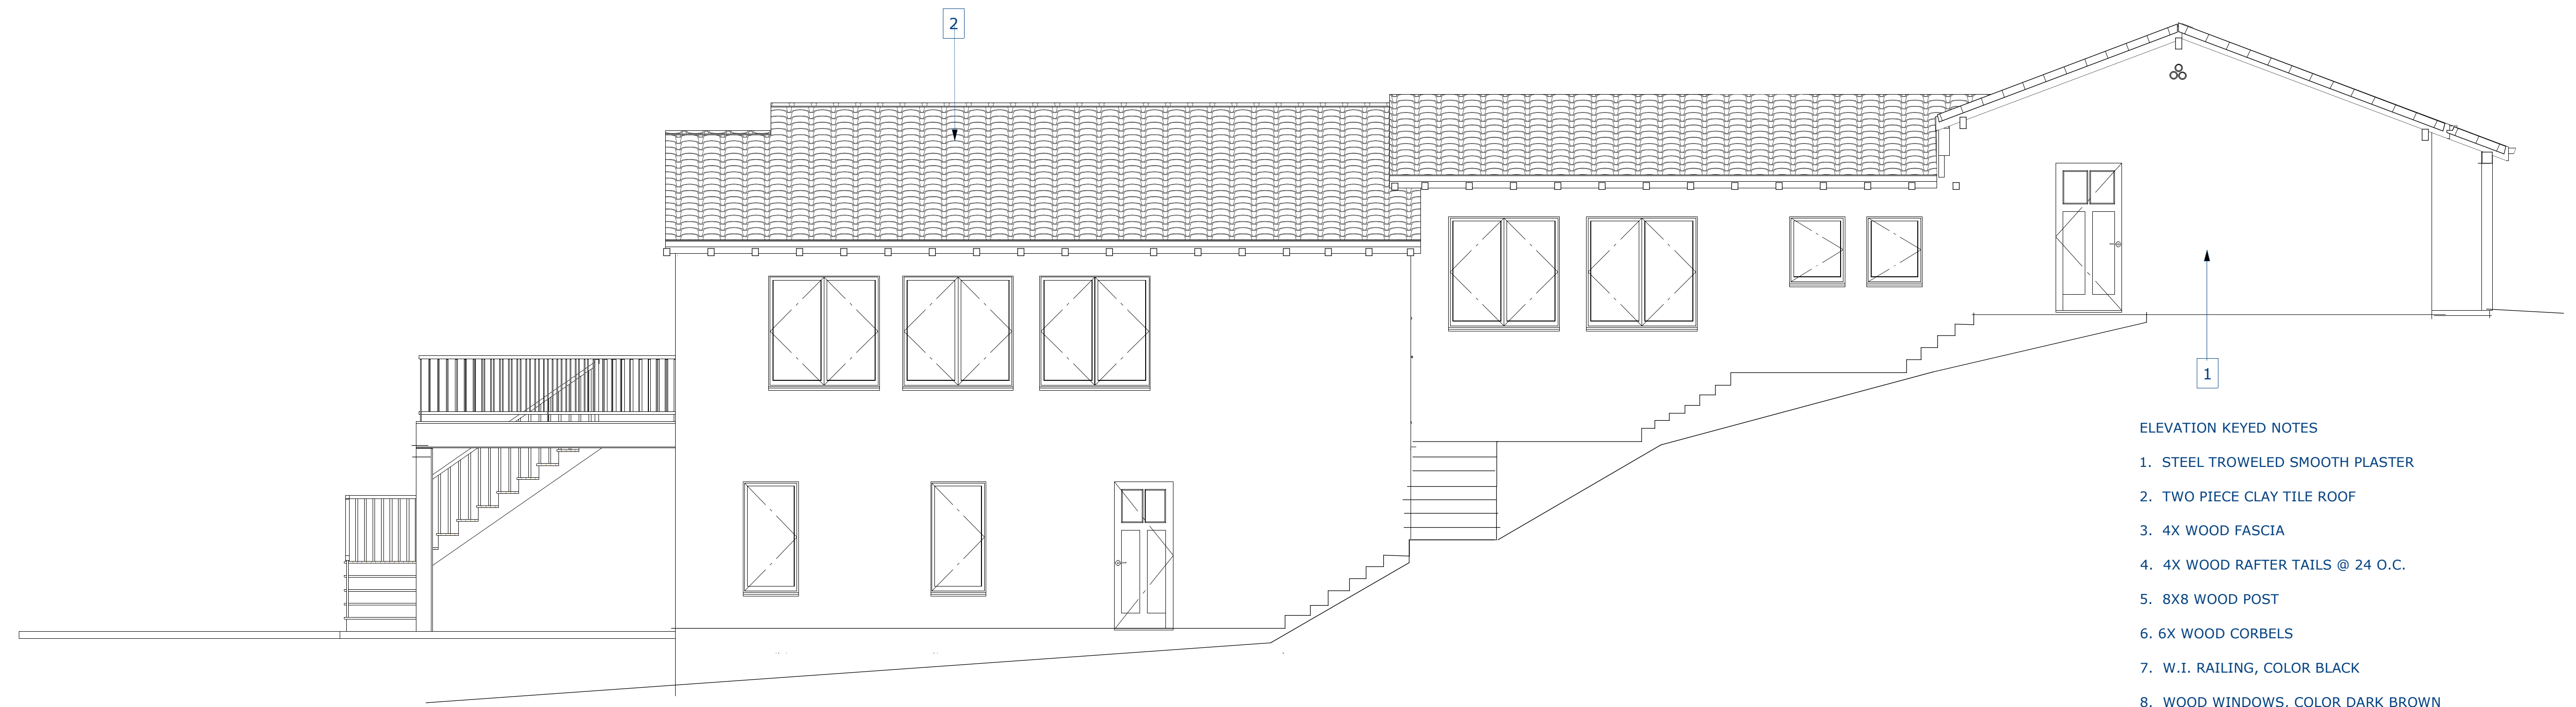 2
1
ELEVATION KEYED NOTES
1. STEEL TROWELED SMOOTH PLASTER
2. TWO PIECE CLAY TILE ROOF
3. 4X WOOD FASCIA
4. 4X WOOD RAFTER TAILS @ 24 O.C.
5. 8X8 WOOD POST
6. 6X WOOD CORBELS
7. W.I. RAILING, COLOR BLACK
8. WOOD WINDOWS. COLOR DARK BROWN